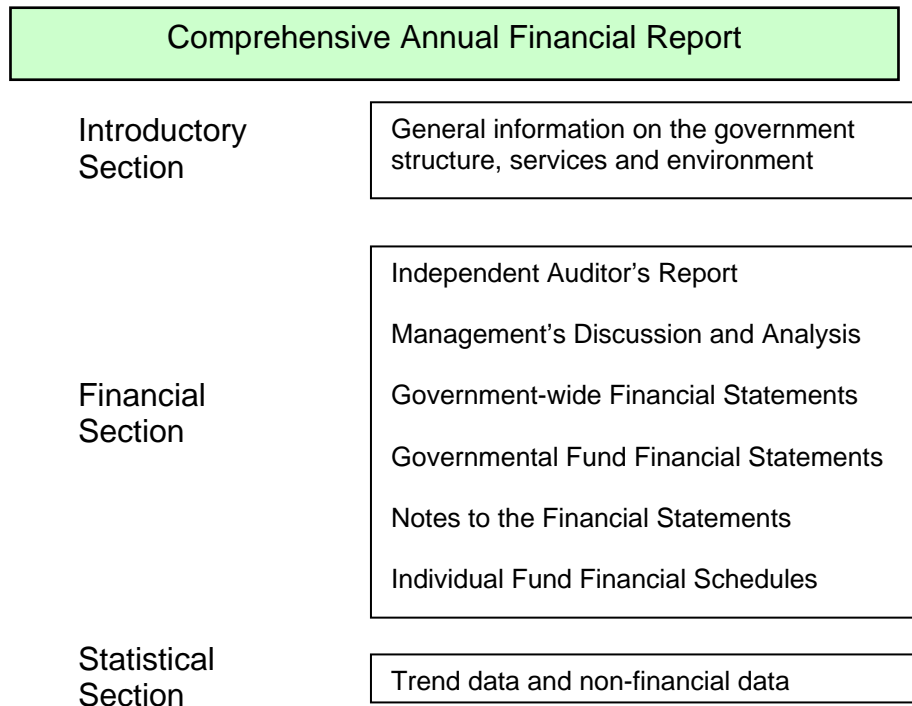 Comprehensive Annual Financial Report
Introductory
Section
General information on the government
structure, services and environment
Financial
Section
Independent Auditor’s Report
Management’s Discussion and Analysis
Government-wide Financial Statements
Governmental Fund Financial Statements
Notes to the Financial Statements
Individual Fund Financial Schedules
Statistical
Section
Trend data and non-financial data